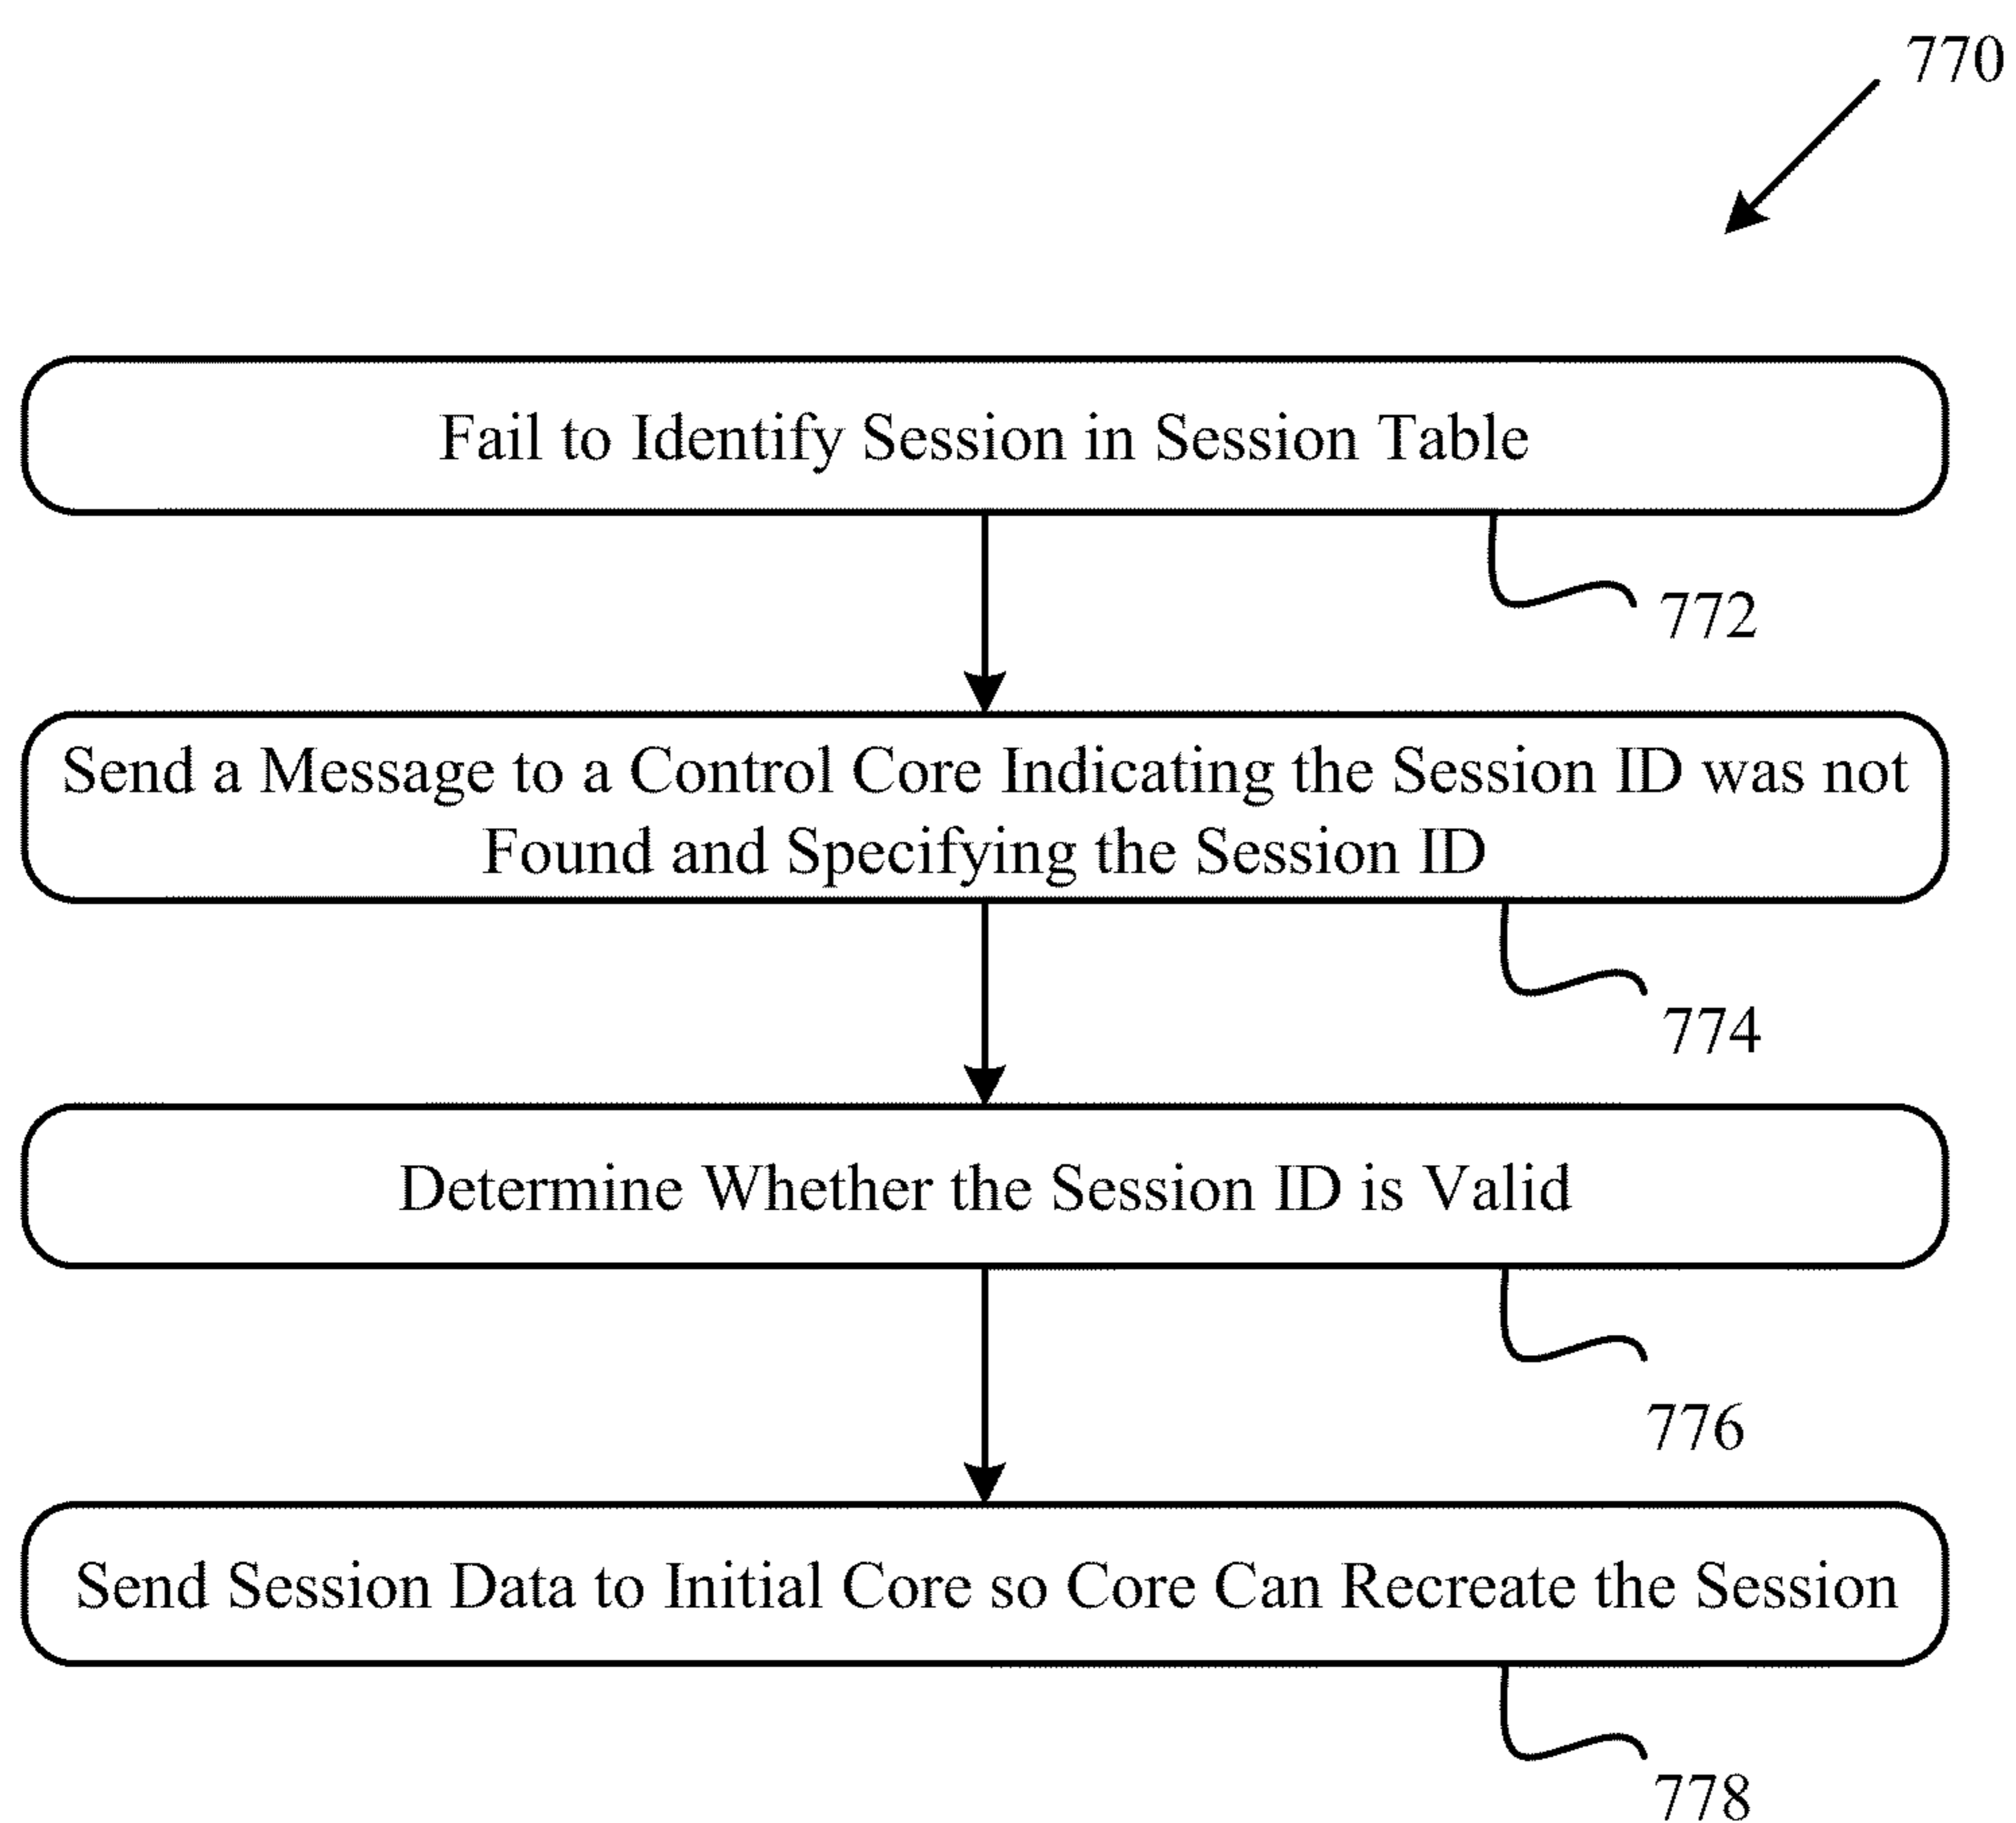 770
Fail to Identify Session in Session Table
772
Send a Message to a Control Core Indicating the Session ID was not
Found and Specifying the Session ID
774
Determine Whether the Session ID is Valid
776
Send Session Data to Initial Core so Core Can Recreate the Session
778